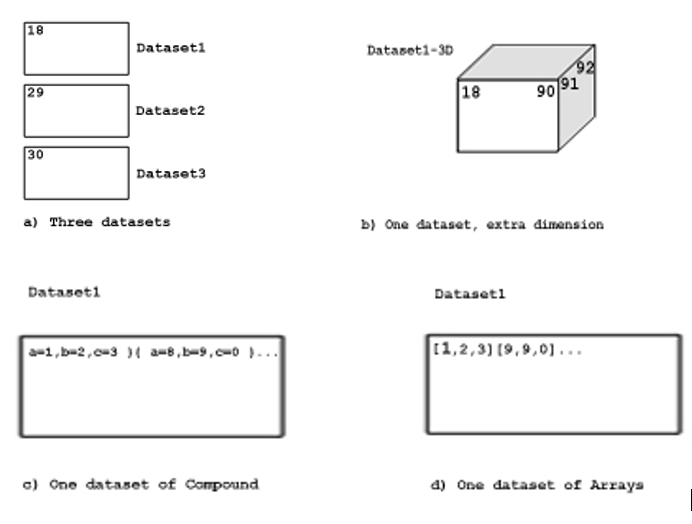 18
Dataset1
29
Dataset2
30
Dataset3
a) Three datasets
Dataset1-3D
18 90 91 92
b) One dataset, extra dimension
Dataset1
a=1,b=2,c=3 }{ a=8,b=9,c=0 }...
c) One dataset of Compound
Dataset1
[1,2,3][9,9,0]...
d) One dataset of Arrays